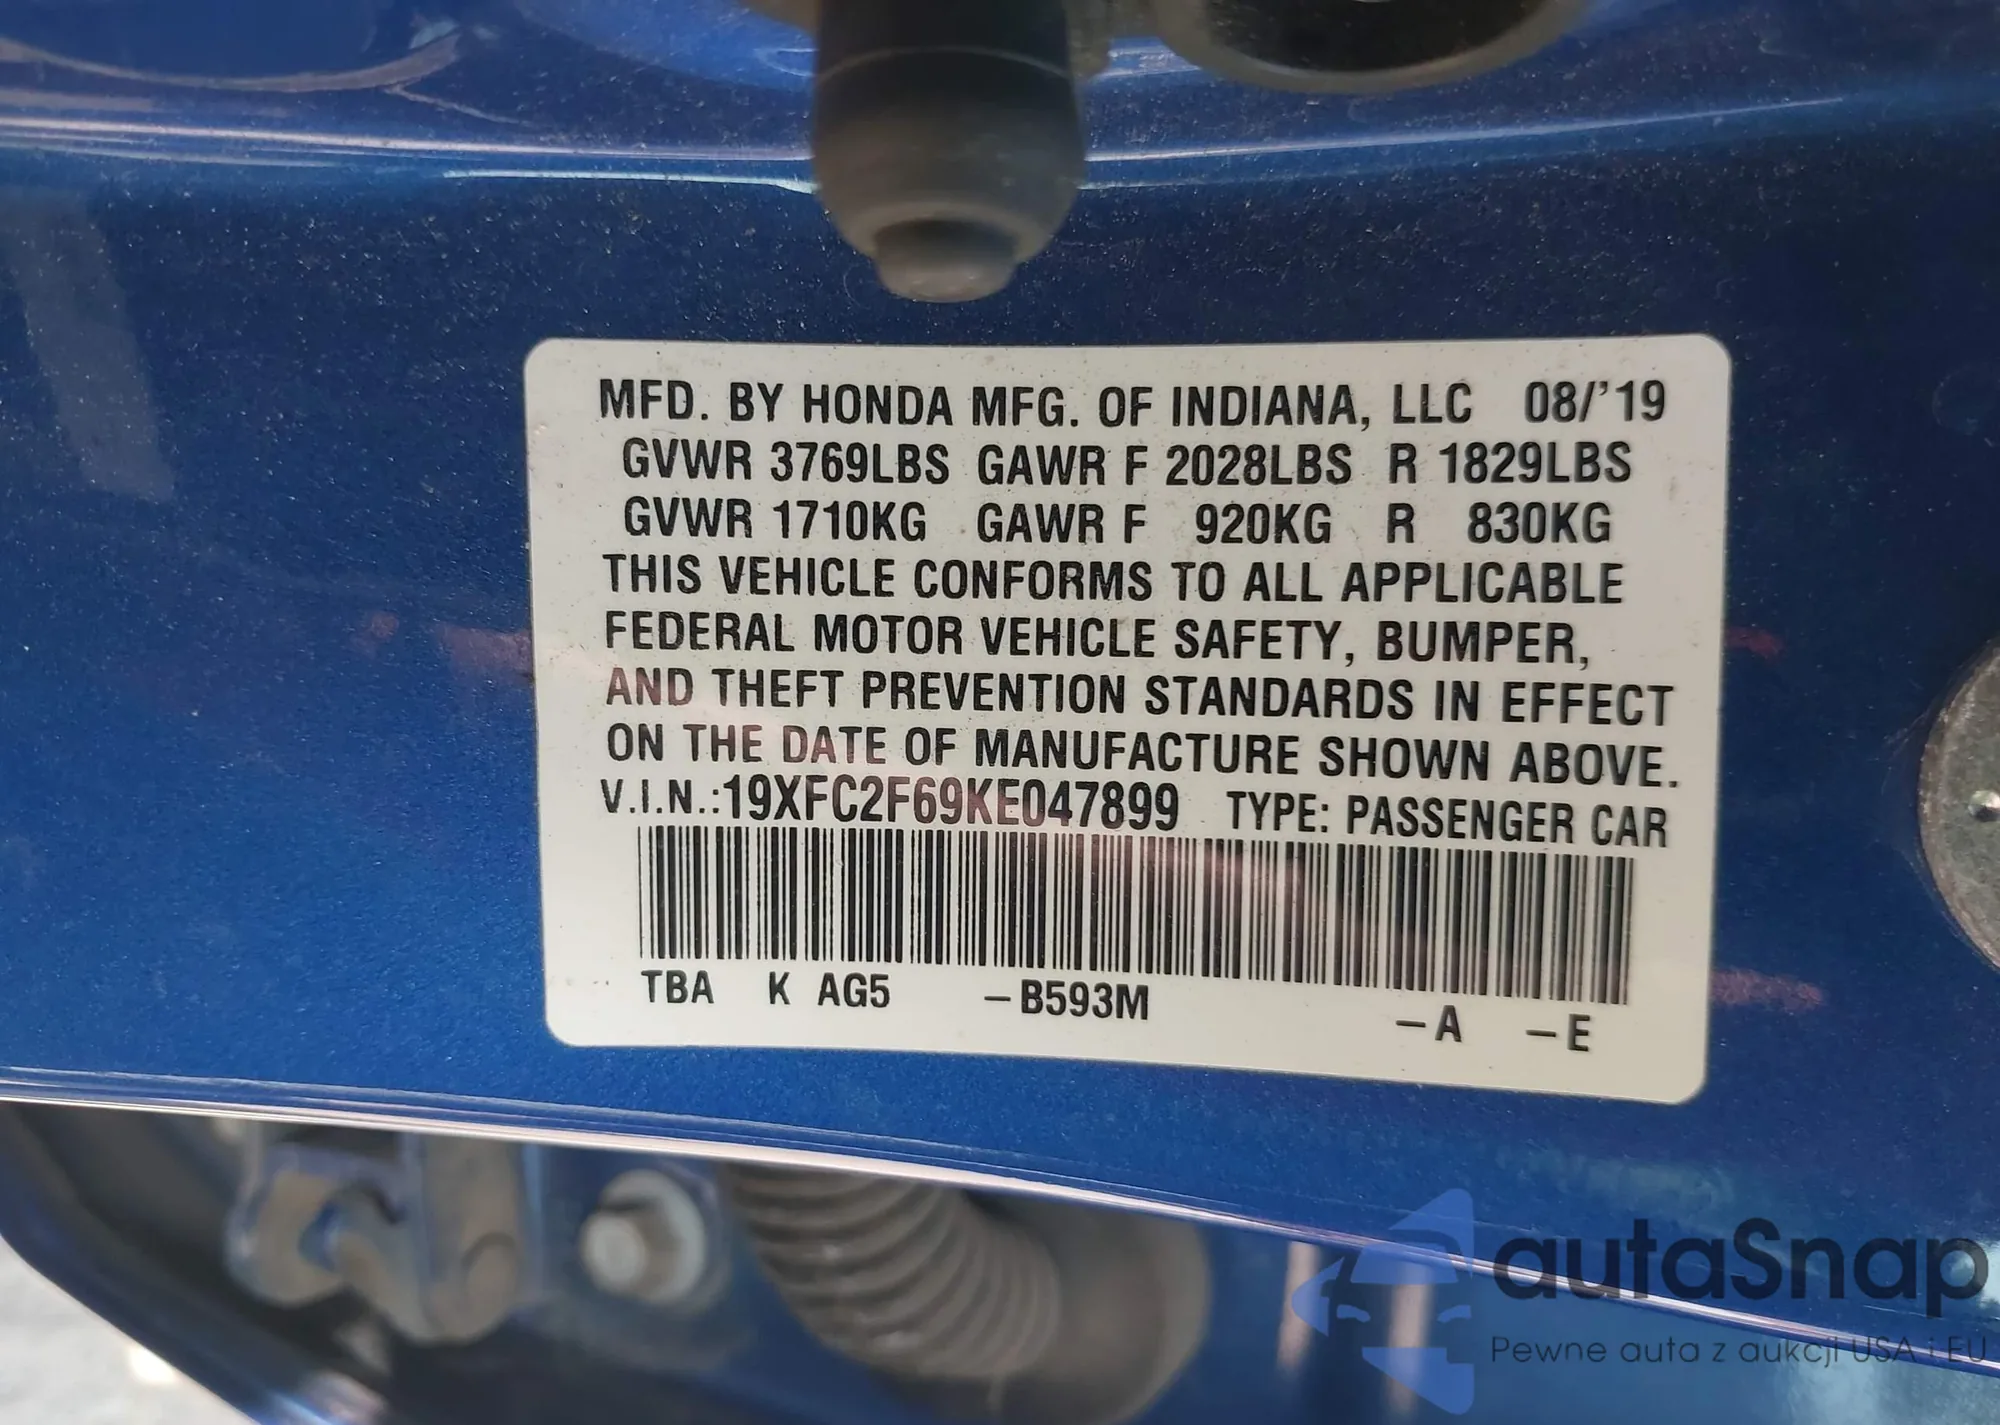 MFD. BY HONDA MFG. OF INDIANA, LLC 08/'19
GVWR 3769LBS GAWR F 2028LBS R 1829LBS
GVWR 1710KG GAWR F 920KG R 830KG
THIS VEHICLE CONFORMS TO ALL APPLICABLE
FEDERAL MOTOR VEHICLE SAFETY, BUMPER,
AND THEFT PREVENTION STANDARDS IN EFFECT
ON THE DATE OF MANUFACTURE SHOWN ABOVE.
V.I.N.:19XFC2F69KE047899 TYPE: PASSENGER CAR
TBA K AG5 –B593M –A –E
autaSnap
Pewne auta z aukcji USA i EU